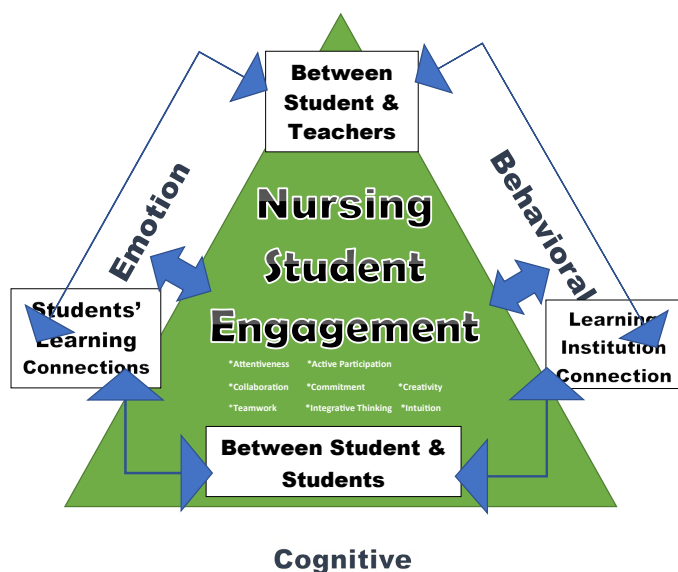 Between
Student &
Teachers
Emotion
Behavioral
Nursing
Student
Engagement
Students’
Learning
Connections
Learning
Institution
Connection
*Attentiveness *Active Participation
*Collaboration *Commitment *Creativity
*Teamwork *Integrative Thinking *Intuition
Between Student &
Students
Cognitive